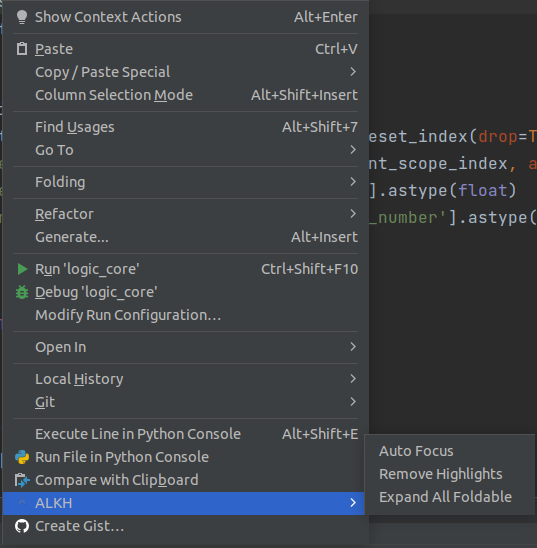 Show Context Actions Alt+Enter
Paste Ctrl+V
Copy / Paste Special
Column Selection Mode Alt+Shift+Insert
Find Usages Alt+Shift+7
eset_index(drop=T
Go To
nt_scope_index, a
Folding
].astype(float)
Refactor
_number'].astype(
Generate... Alt+Insert
Run 'logic_core' Ctrl+Shift+F10
Debug 'logic_core'
Modify Run Configuration...
Open In
Local History
Git
Execute Line in Python Console Alt+Shift+E
Run File in Python Console
Compare with Clipboard
ALKH
Create Gist...
Auto Focus
Remove Highlights
Expand All Foldable